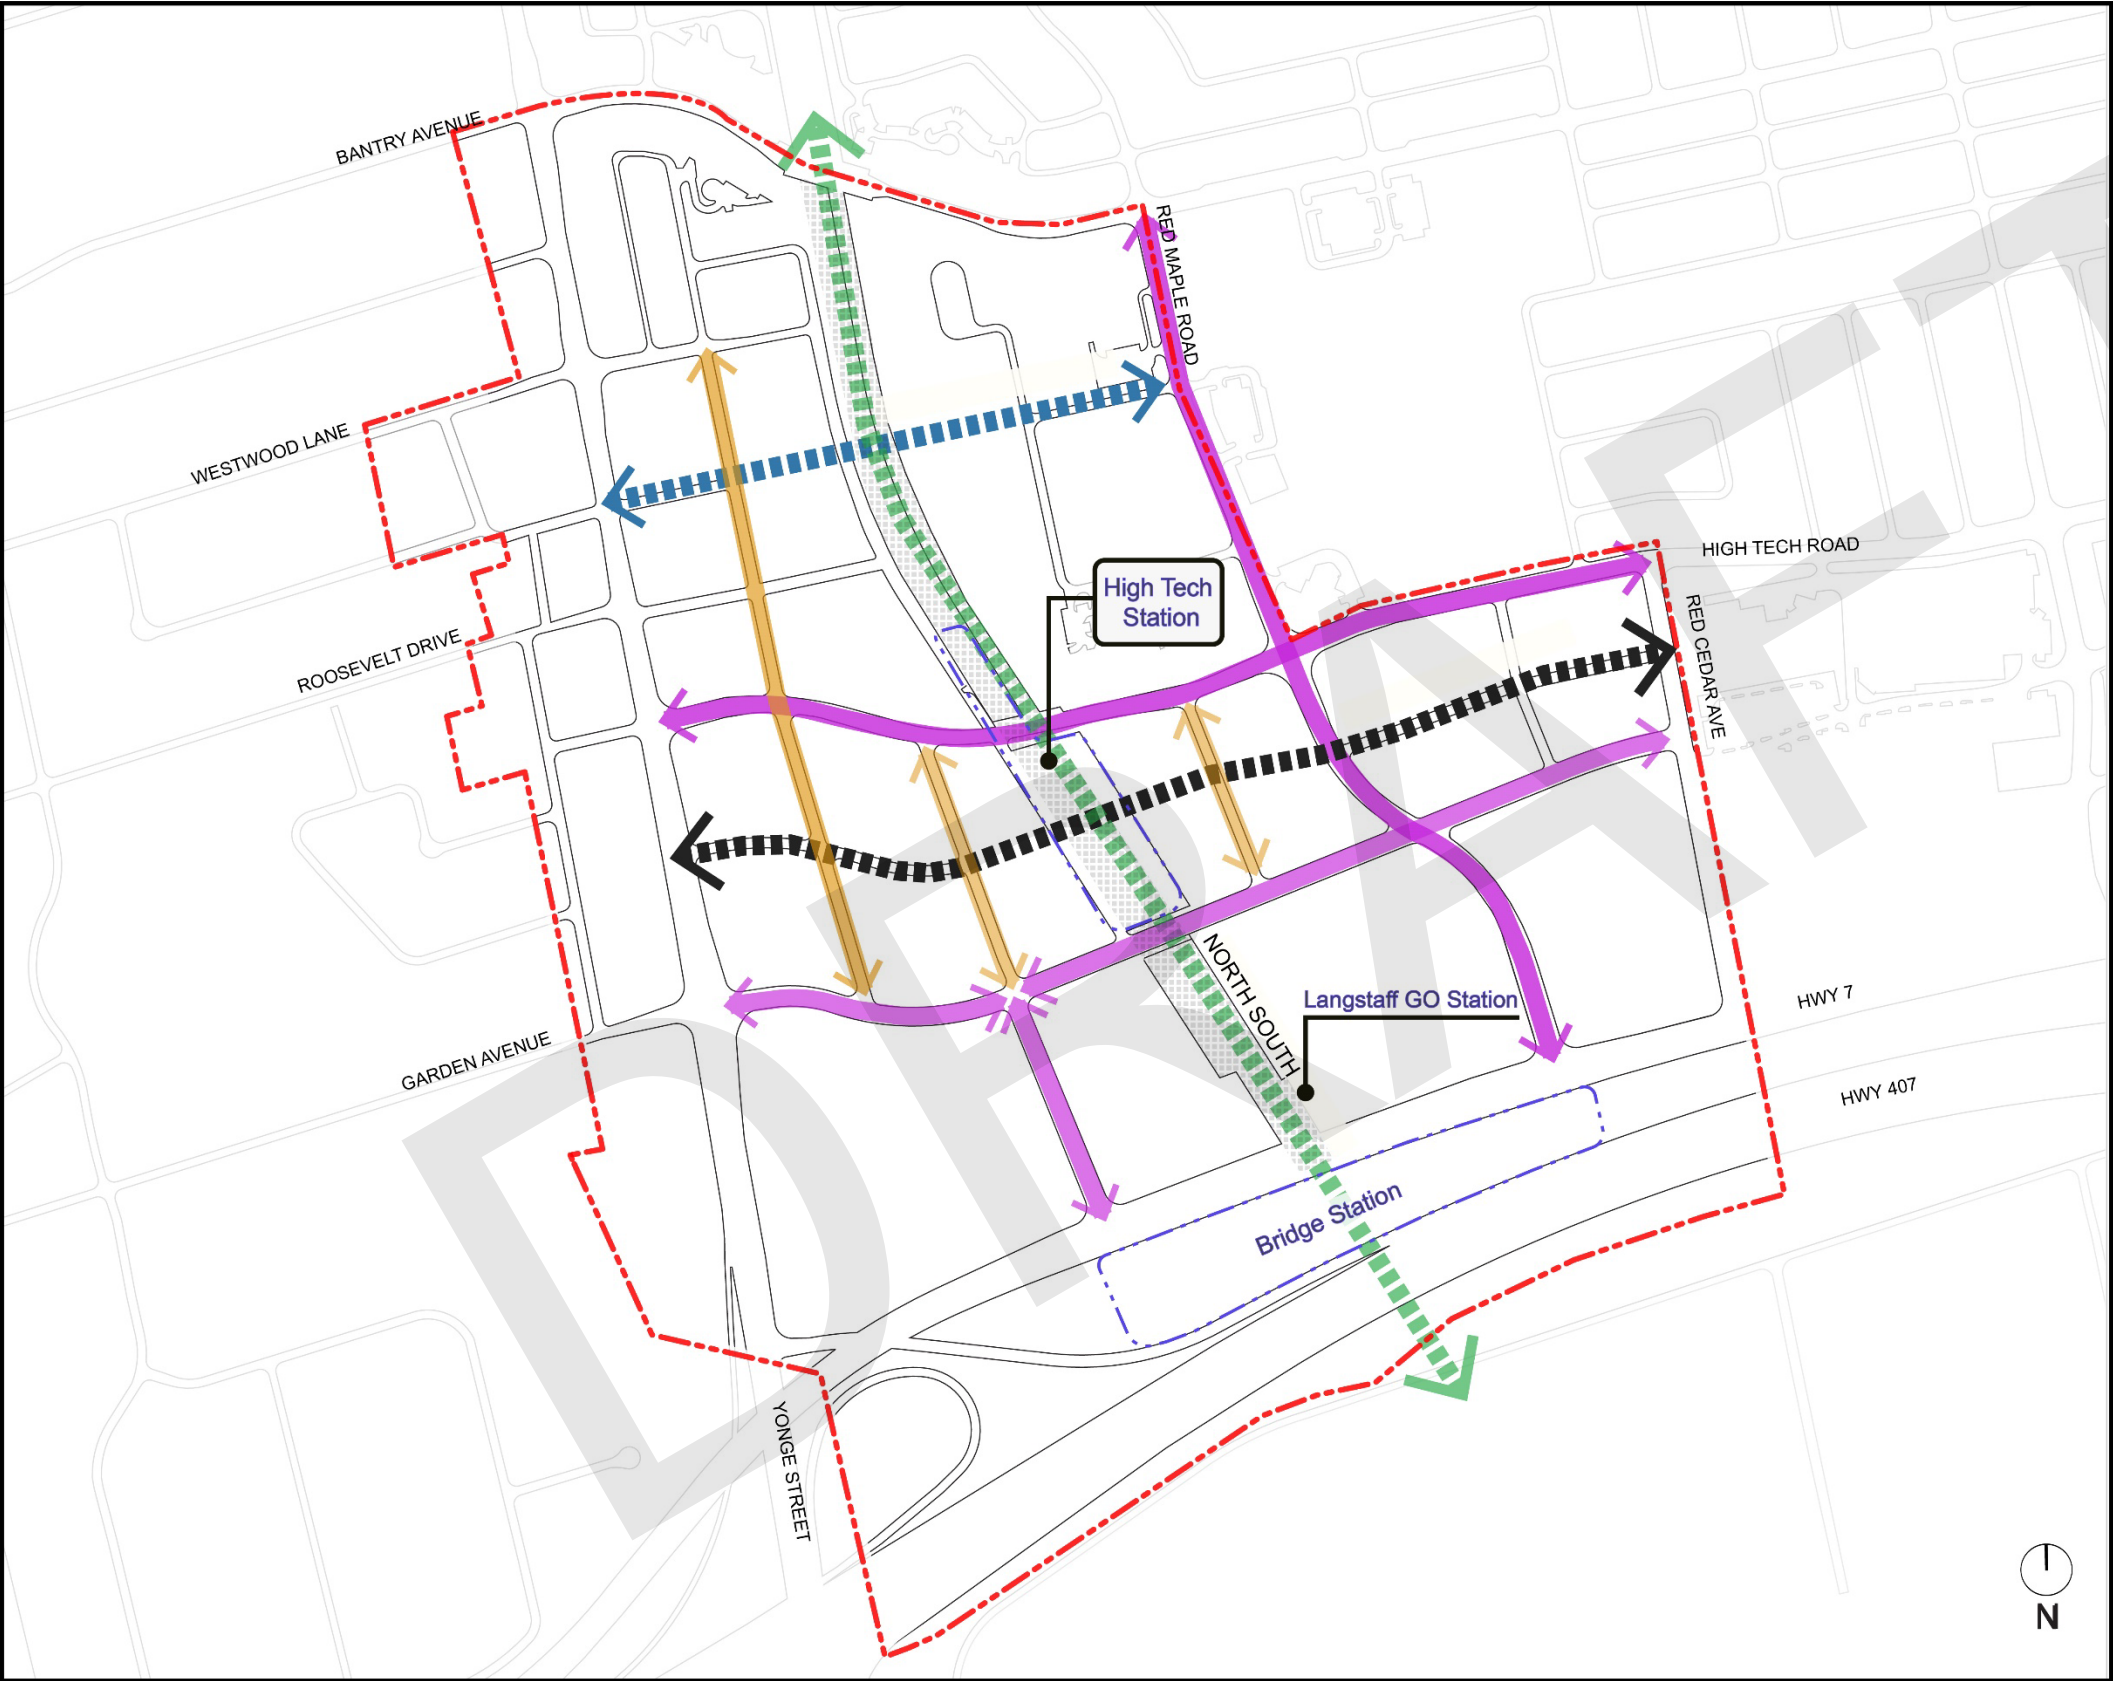 BANTRY AVENUE
RED MAPLE ROAD
WESTWOOD LANE
HIGH TECH ROAD
High Tech
Station
RED CEDAR AVE
ROOSEVELT DRIVE
NORTH SOUTH
Langstaff GO Station
HWY 7
GARDEN AVENUE
HWY 407
Bridge Station
YONGE STREET
DRAFT
N